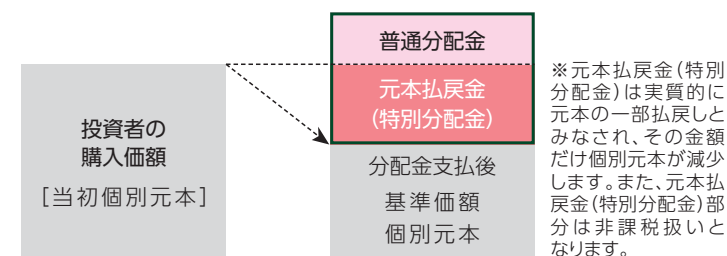 投資者の
購入価額
[当初個別元本]
普通分配金
元本払戻金
(特別分配金)
分配金支払後
基準価額
個別元本
※元本払戻金(特別
分配金)は実質的に
元本の一部払戻しと
みなされ、その金額
だけ個別元本が減少
します。また、元本払
戻金(特別分配金)部
分は非課税扱いと
なります。